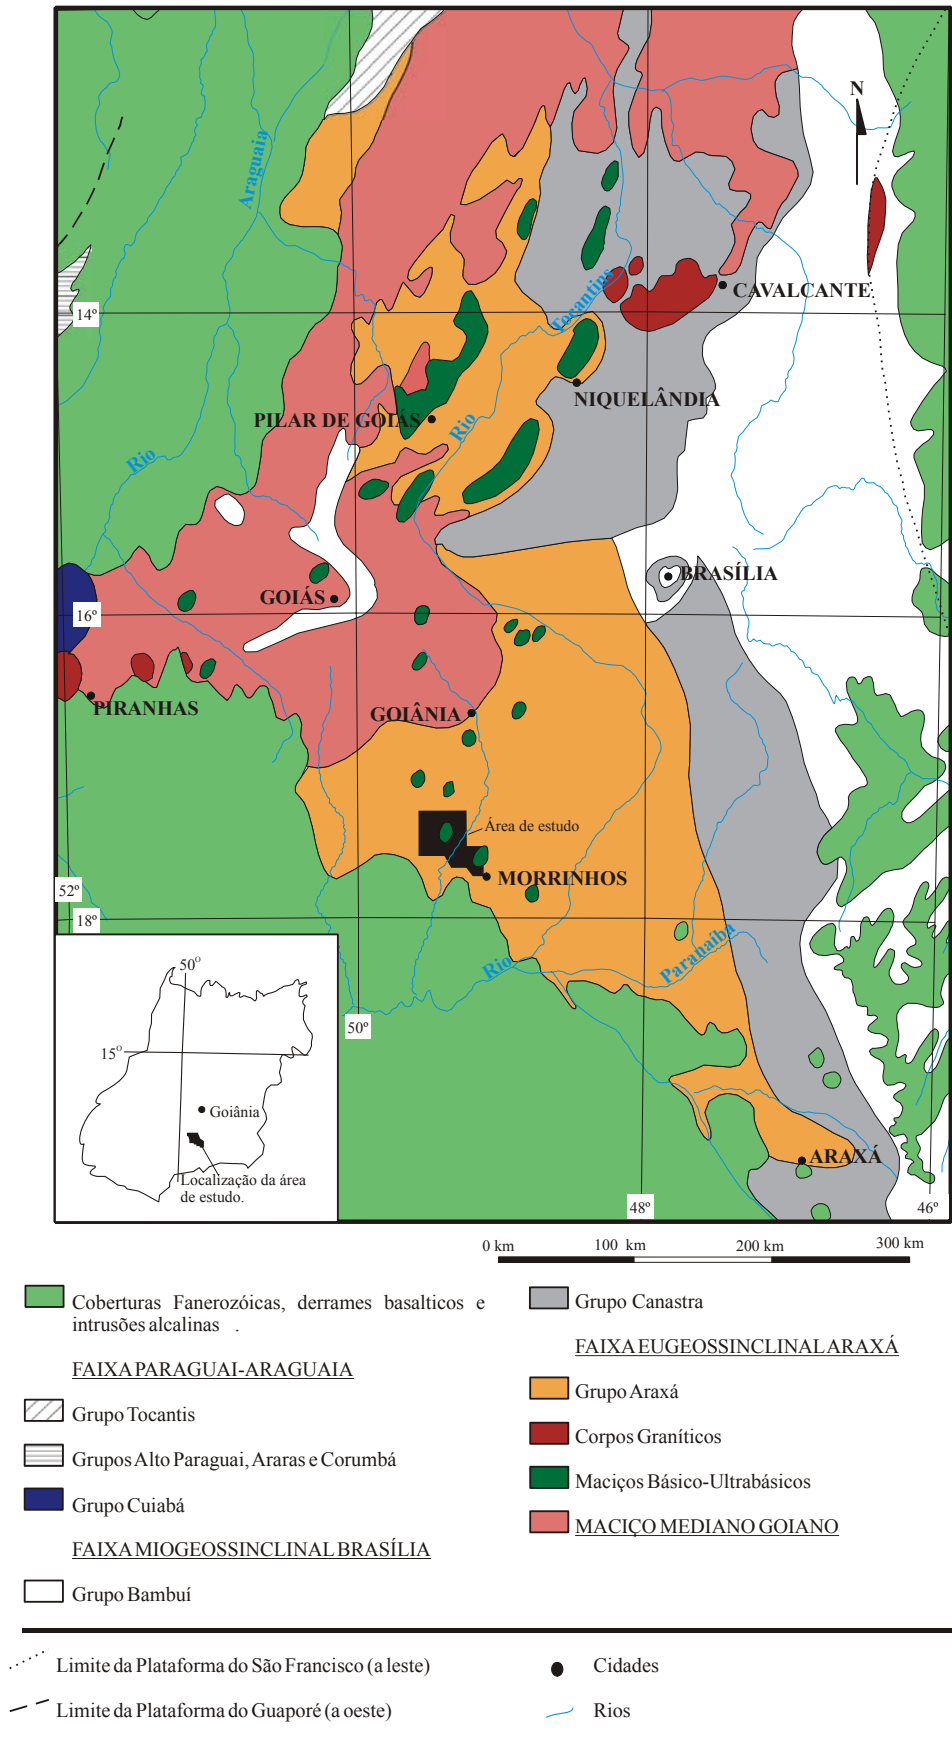 N
Araguaia
CAVALCANTE
14º
Tocantins
NIQUELÂNDIA
PILAR DE GOIÁS
Rio
Rio
BRASÍLIA
GOIÁS
16º
PIRANHAS
GOIÂNIA
Área de estudo
MORRINHOS
52º
18º
Rio
Paranaíba
50º
50º
15º
Goiânia
Localização da área
de estudo.
ARAXÁ
48º
46º
0 km
100 km
200 km
300 km
Coberturas Fanerozóicas, derrames basalticos e
intrusões alcalinas .
FAIXA PARAGUAI-ARAGUAIA
Grupo Tocantis
Grupos Alto Paraguai, Araras e Corumbá
Grupo Cuiabá
FAIXA MIOGEOSSINCLINAL BRASÍLIA
Grupo Bambuí
Grupo Canastra
FAIXA EUGEOSSINCLINAL ARAXÁ
Grupo Araxá
Corpos Graníticos
Maciços Básico-Ultrabásicos
MACIÇO MEDIANO GOIANO
Limite da Plataforma do São Francisco (a leste)
Limite da Plataforma do Guaporé (a oeste)
Cidades
Rios